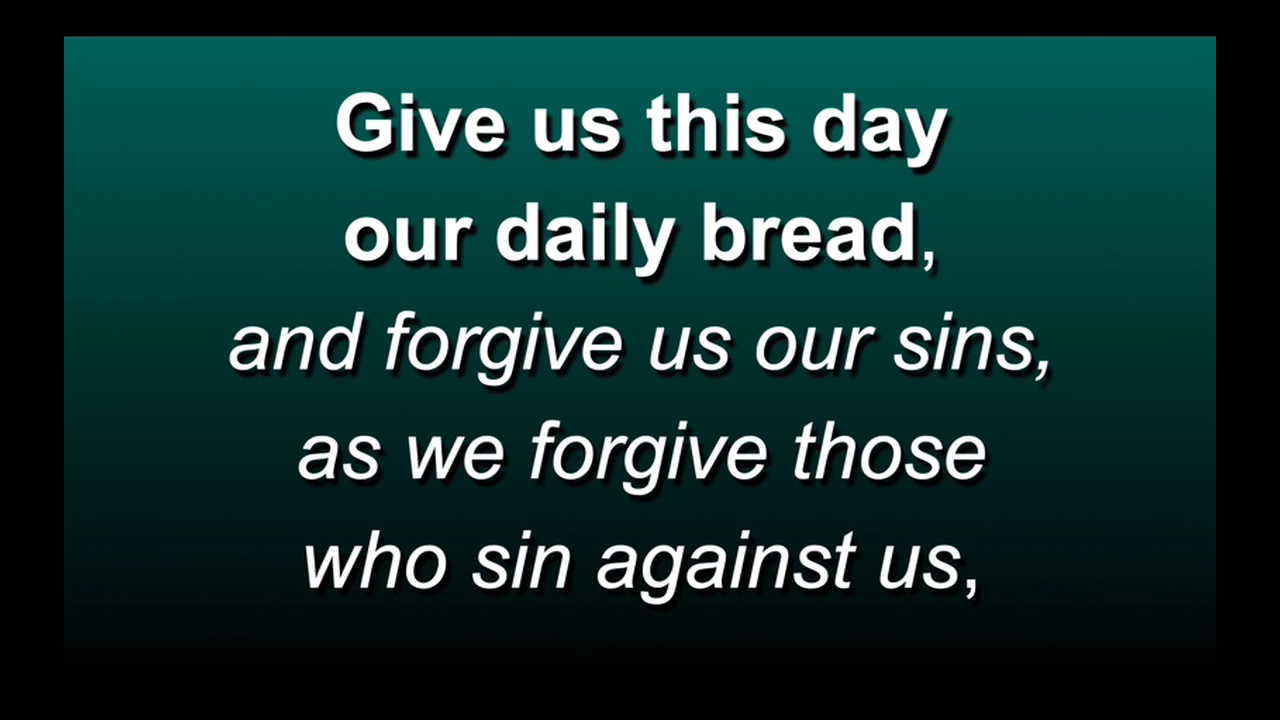 Give us this day
our daily bread,
and forgive us our sins,
as we forgive those
who sin against us,